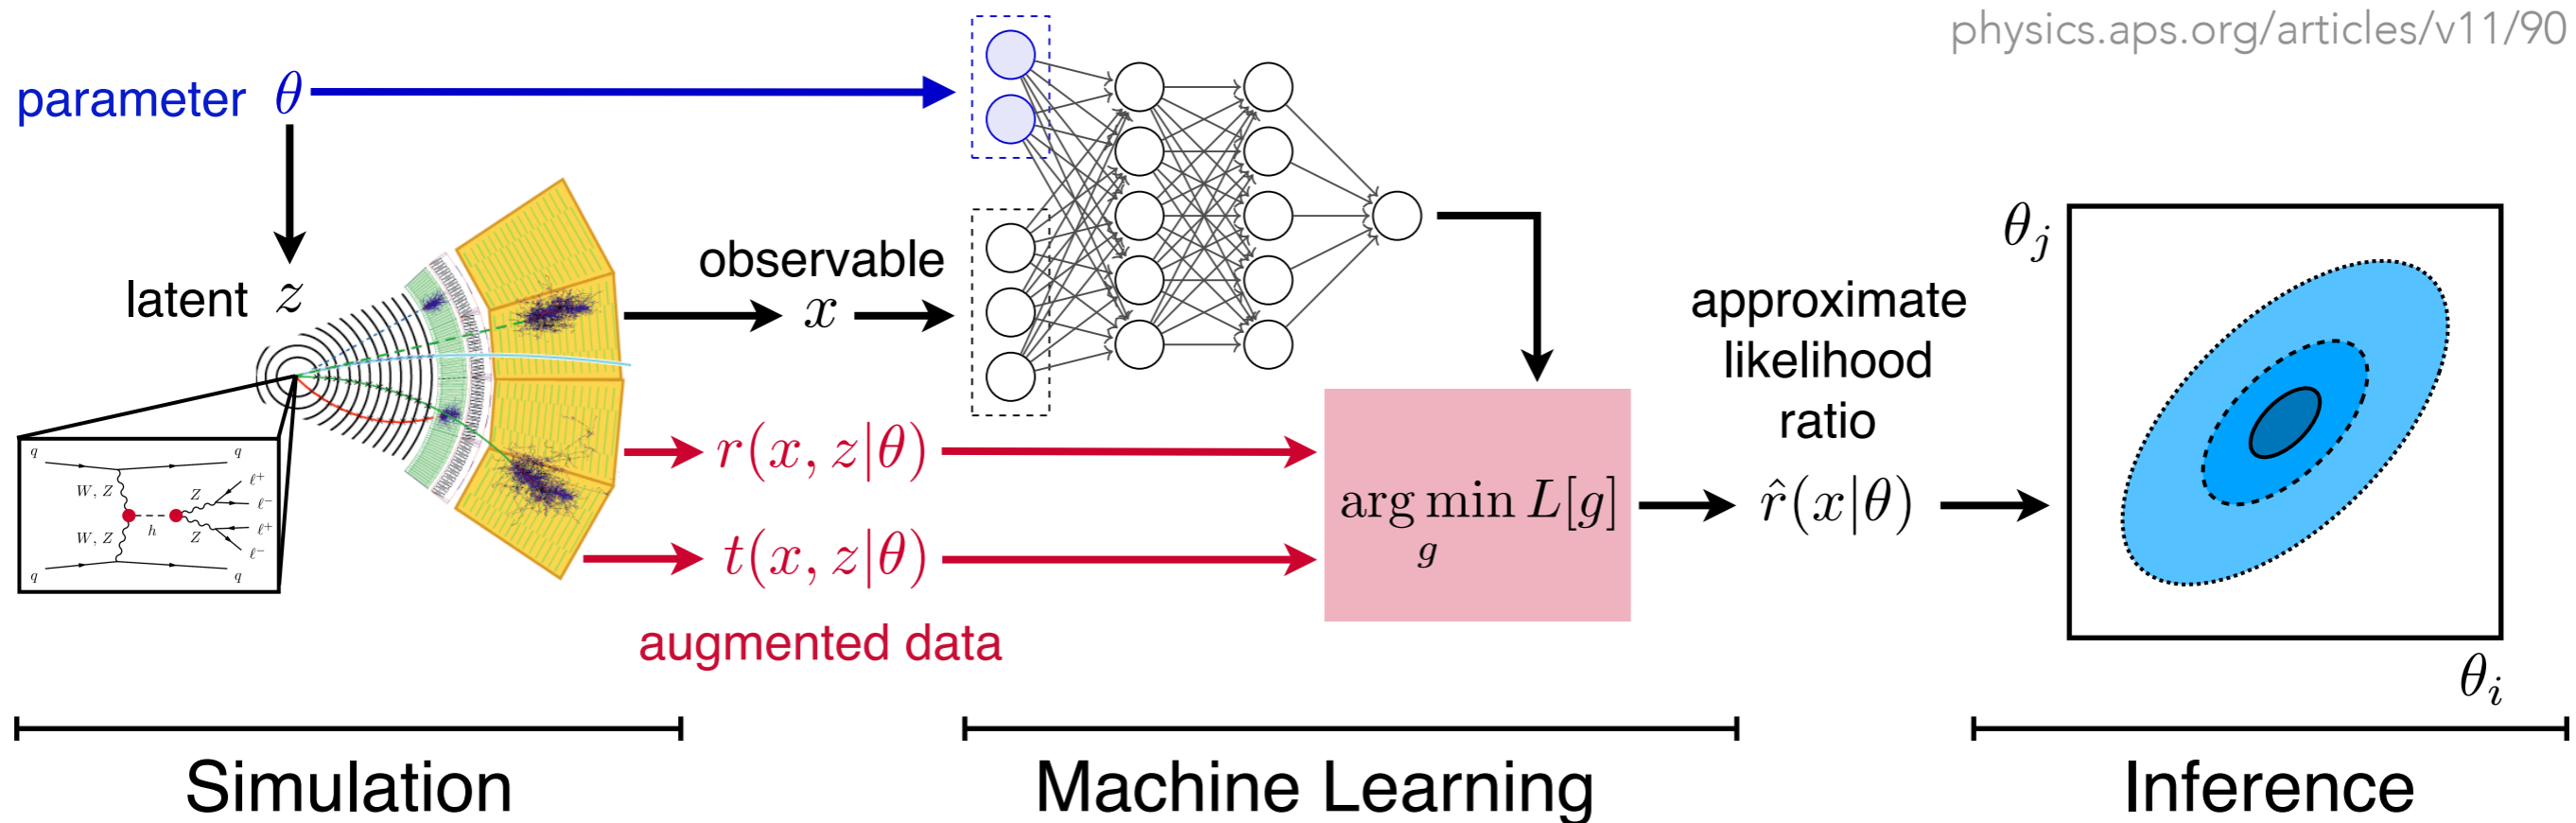 physics.aps.org/articles/v11/90
parameter θ
latent z
observable
x
r(x, z|θ)
t(x, z|θ)
augmented data
arg min L[g]
g
approximate
likelihood
ratio
r̂(x|θ)
θj
θi
q
q
W, Z
Z
ℓ+
ℓ−
h
W, Z
Z
ℓ+
ℓ−
q
q
Simulation
Machine Learning
Inference